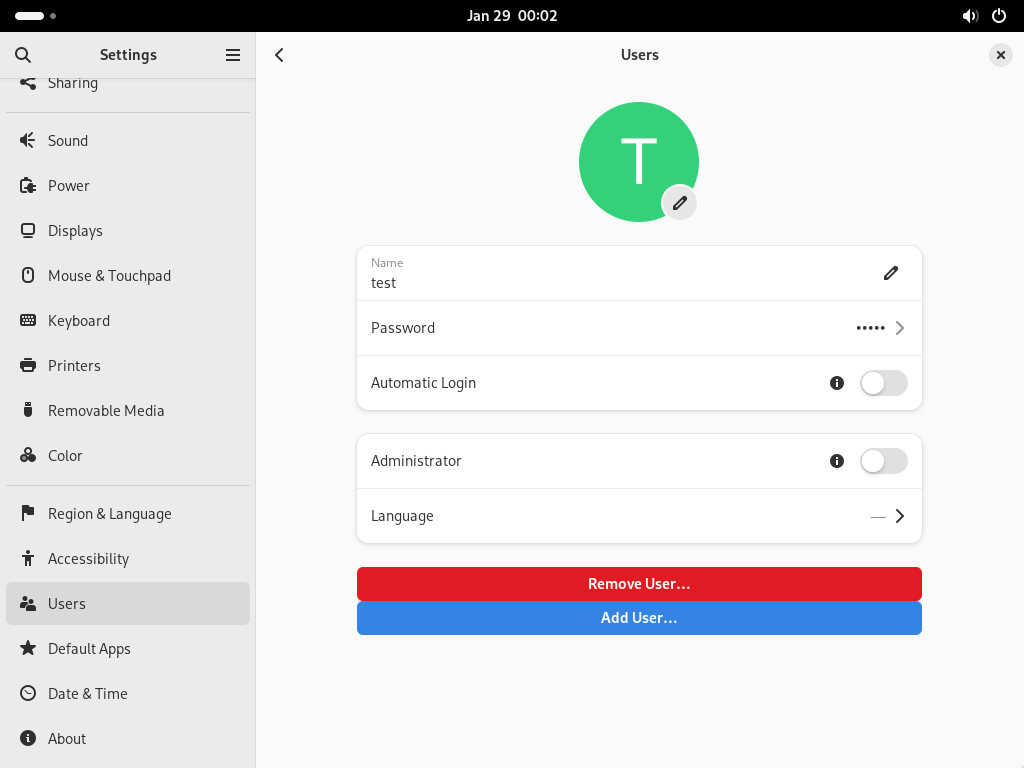 Jan 29  00:02
Settings
Users
Sharing
Sound
Power
Displays
Mouse & Touchpad
Keyboard
Printers
Removable Media
Color
Region & Language
Accessibility
Users
Default Apps
Date & Time
About
T
Name
test
Password •••••
Automatic Login
Administrator
Language —
Remove User…
Add User…